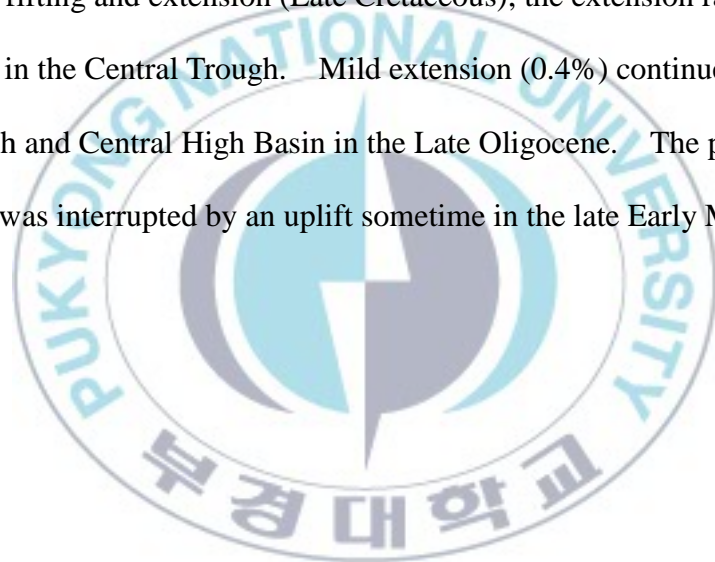 rifting and extension (Late Cretaceous), the extension
in the Central Trough. Mild extension (0.4%) continue
h and Central High Basin in the Late Oligocene. The p
was interrupted by an uplift sometime in the late Early M
PUKYONG NATIONAL UNIVERSITY
부경대학교